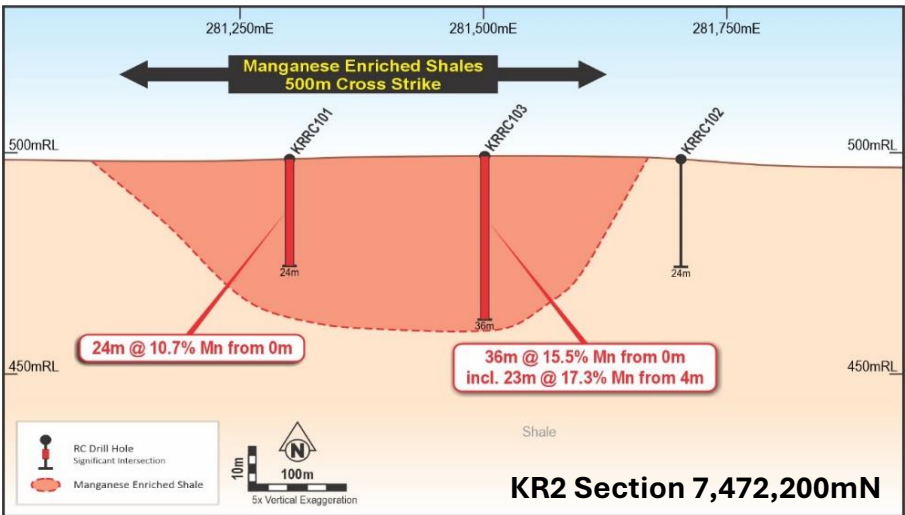 281,250mE
281,500mE
281,750mE
Manganese Enriched Shales
500m Cross Strike
KRRC101
KRRC103
KRRC102
500mRL
500mRL
24m
36m
24m
24m @ 10.7% Mn from 0m
36m @ 15.5% Mn from 0m
incl. 23m @ 17.3% Mn from 4m
450mRL
450mRL
Shale
RC Drill Hole
Significant Intersection
Manganese Enriched Shale
10m
N
100m
5x Vertical Exaggeration
KR2 Section 7,472,200mN